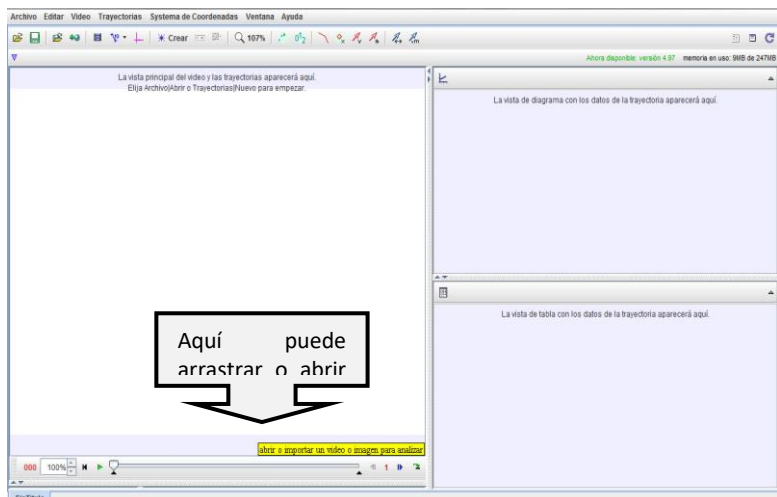 Archivo Editar Video Trayectorias Systema de Coordenadas Ventana Ayuda
Crear 107%
Ahora disponible: versión 4.97 memoria en uso: 9MB de 247MB
La vista principal del video y las trayectorias aparecerá aquí.
Elija Archivo|Abrir o Trayectorias|Nuevo para empezar.
La vista de diagrama con los datos de la trayectoria aparecerá aquí.
La vista de tabla con los datos de la trayectoria aparecerá aquí.
Aquí puede
arrastrar o abrir
abrir o importar un video o imagen para analizar
000 100% 1